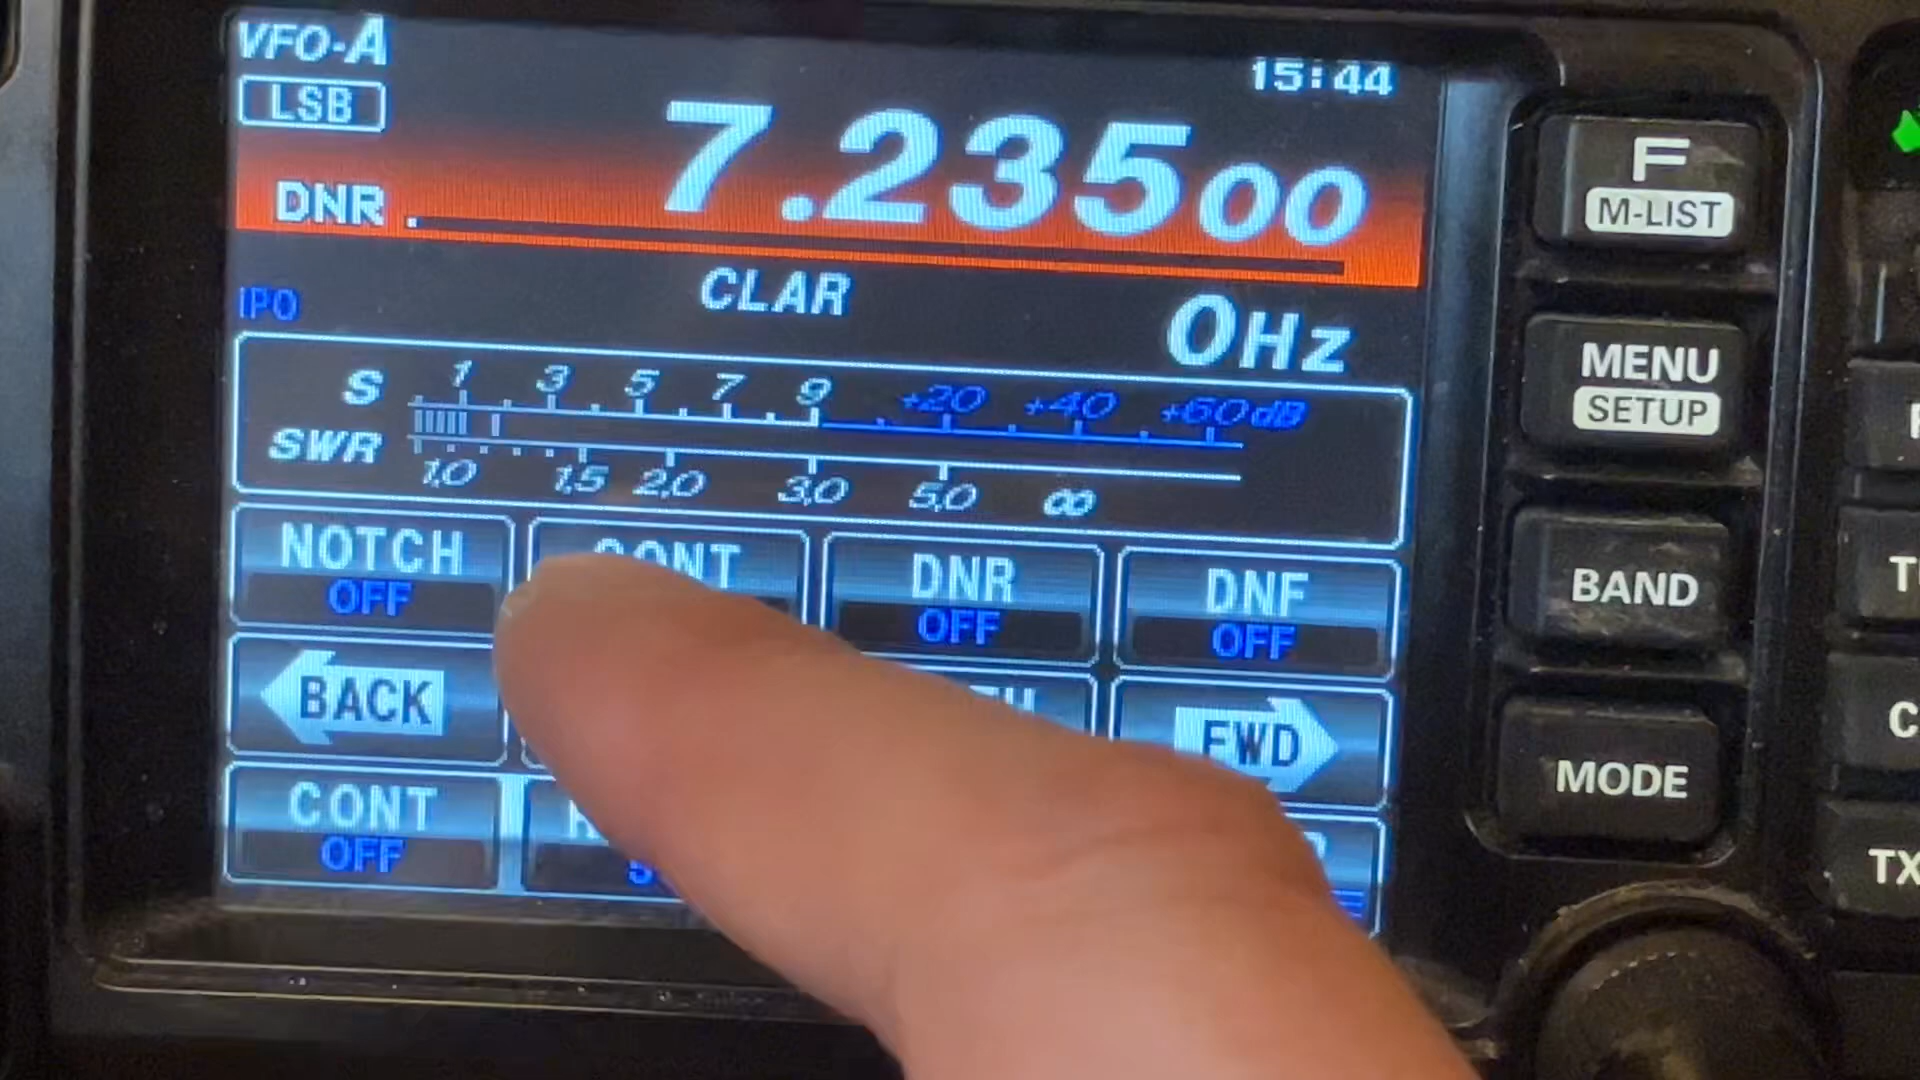 VFO-A
15:44
LSB
7.23500
DNR
CLAR
IPO
0Hz
S 1 3 5 7 9 +20 +40 +60dB
SWR 1.0 1.5 2.0 3.0 5.0 ∞
NOTCH CONT DNR DNF
OFF OFF OFF
BACK FWD
CONT
OFF
F
M-LIST
MENU
SETUP
BAND
MODE
TX